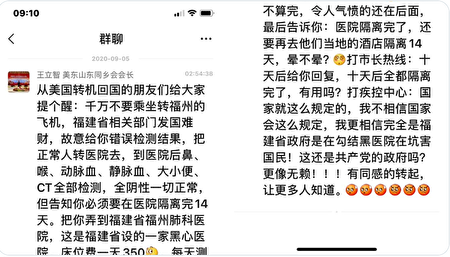 09:10
群聊
2020-09-05
王立智 美东山东同乡会会长
02:54:38
从美国转机回国的朋友们给大家
提个醒：千万不要乘坐转福州的
飞机，福建省相关部门发国难
财，故意给你错误检测结果，把
正常人转医院去，到医院后鼻、
喉、动脉血、静脉血、大小便、
CT全部检测，全阴性一切正常，
但告知你必须要在医院隔离完14
天。把你弄到福建省福州肺科医
院，这是福建省设的一家黑心医
院，床位费一天350🧐，每天测
不算完，令人气愤的还在后面，
最后告诉你：医院隔离完了，还
要再去他们当地的酒店隔离14
天，晕不晕？打市长热线：十
天后给你回复，十天后全都隔离
完了，有用吗？打疾控中心：国
家就这么规定的，我不相信国家
会这么规定，我更相信完全是福
建省政府是在勾结黑医院在坑害
国民！这还是共产党的政府吗？
更像无赖！！！有同感的转起，
让更多人知道。